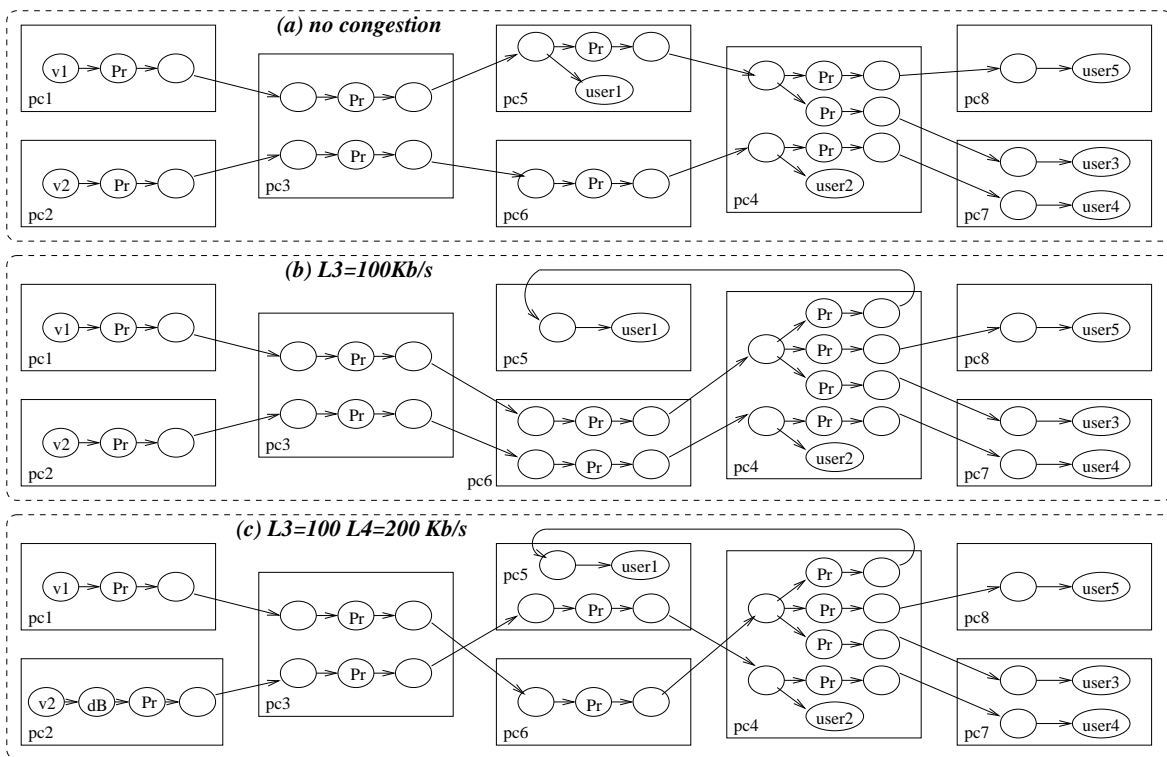 (a) no congestion
v1 Pr
pc1
v2 Pr
pc2
Pr
Pr
pc3
Pr
user1
pc5
Pr
pc6
Pr
Pr
Pr
user2
pc4
user5
pc8
user3
user4
pc7
(b) L3=100Kb/s
v1 Pr
pc1
v2 Pr
pc2
Pr
Pr
pc3
user1
pc5
Pr
Pr
pc6
Pr
Pr
Pr
Pr
user2
pc4
user5
pc8
user3
user4
pc7
(c) L3=100 L4=200 Kb/s
v1 Pr
pc1
v2 dB Pr
pc2
Pr
Pr
pc3
user1
pc5
Pr
Pr
pc6
Pr
Pr
Pr
Pr
user2
pc4
user5
pc8
user3
user4
pc7